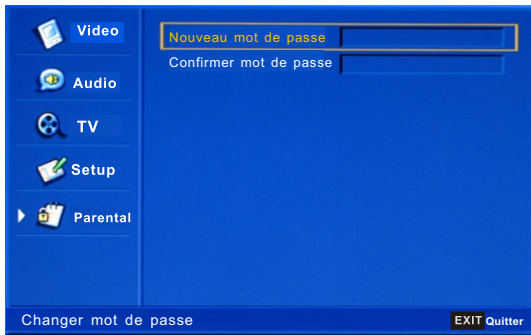 Video
Audio
TV
Setup
Parental
Nouveau mot de passe
Confirmer mot de passe
Changer mot de passe
EXIT Quitter